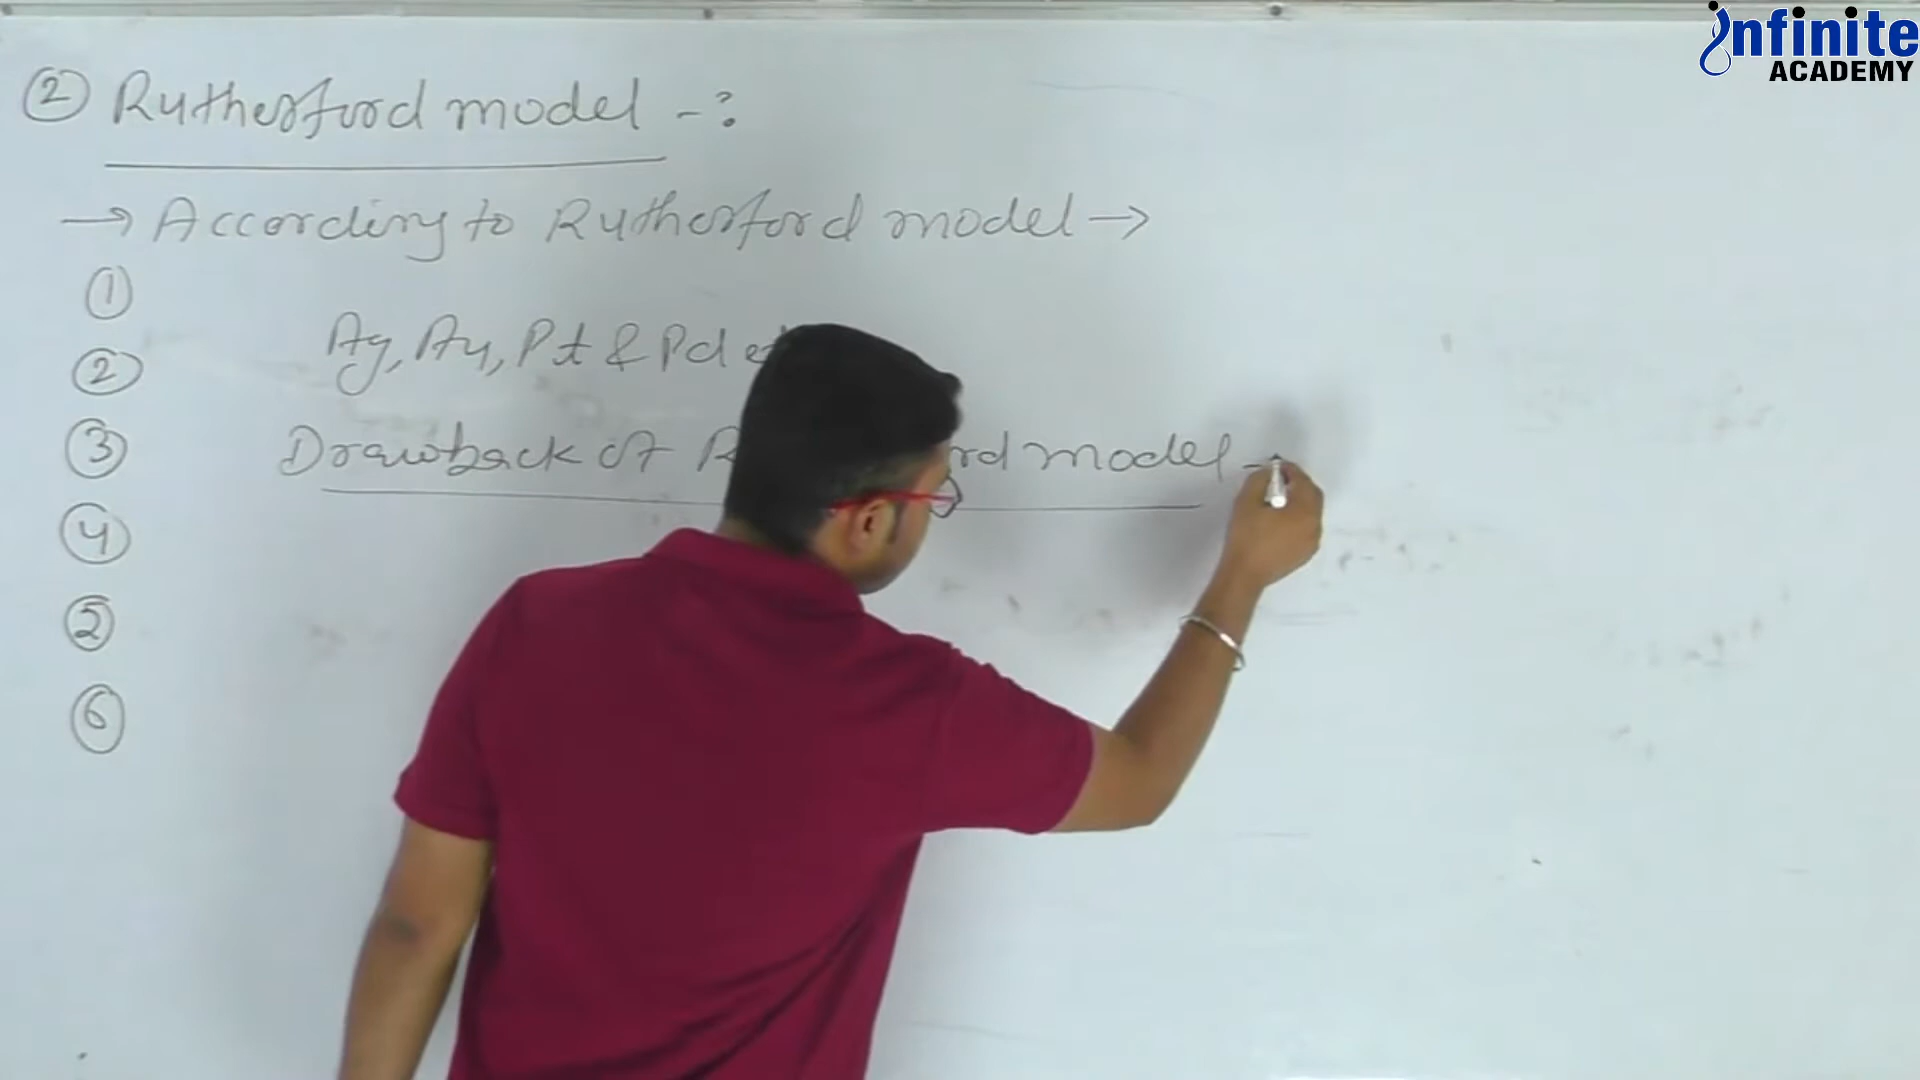 infinite
ACADEMY
② Rutherford model -:
→ According to Rutherford model →
①
Ag, Au, Pt & Pd
②
③ Drawback of model -
④
⑤
⑥